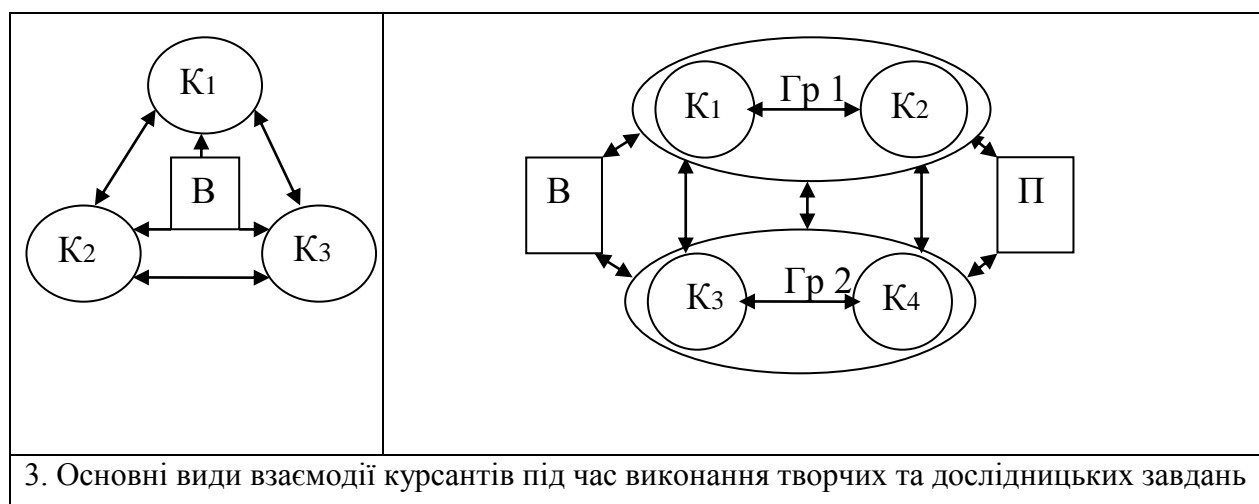 К1
В
К2
К3
К1
Гр 1
К2
В
П
К3
Гр 2
К4
3. Основні види взаємодії курсантів під час виконання творчих та дослідницьких завдань